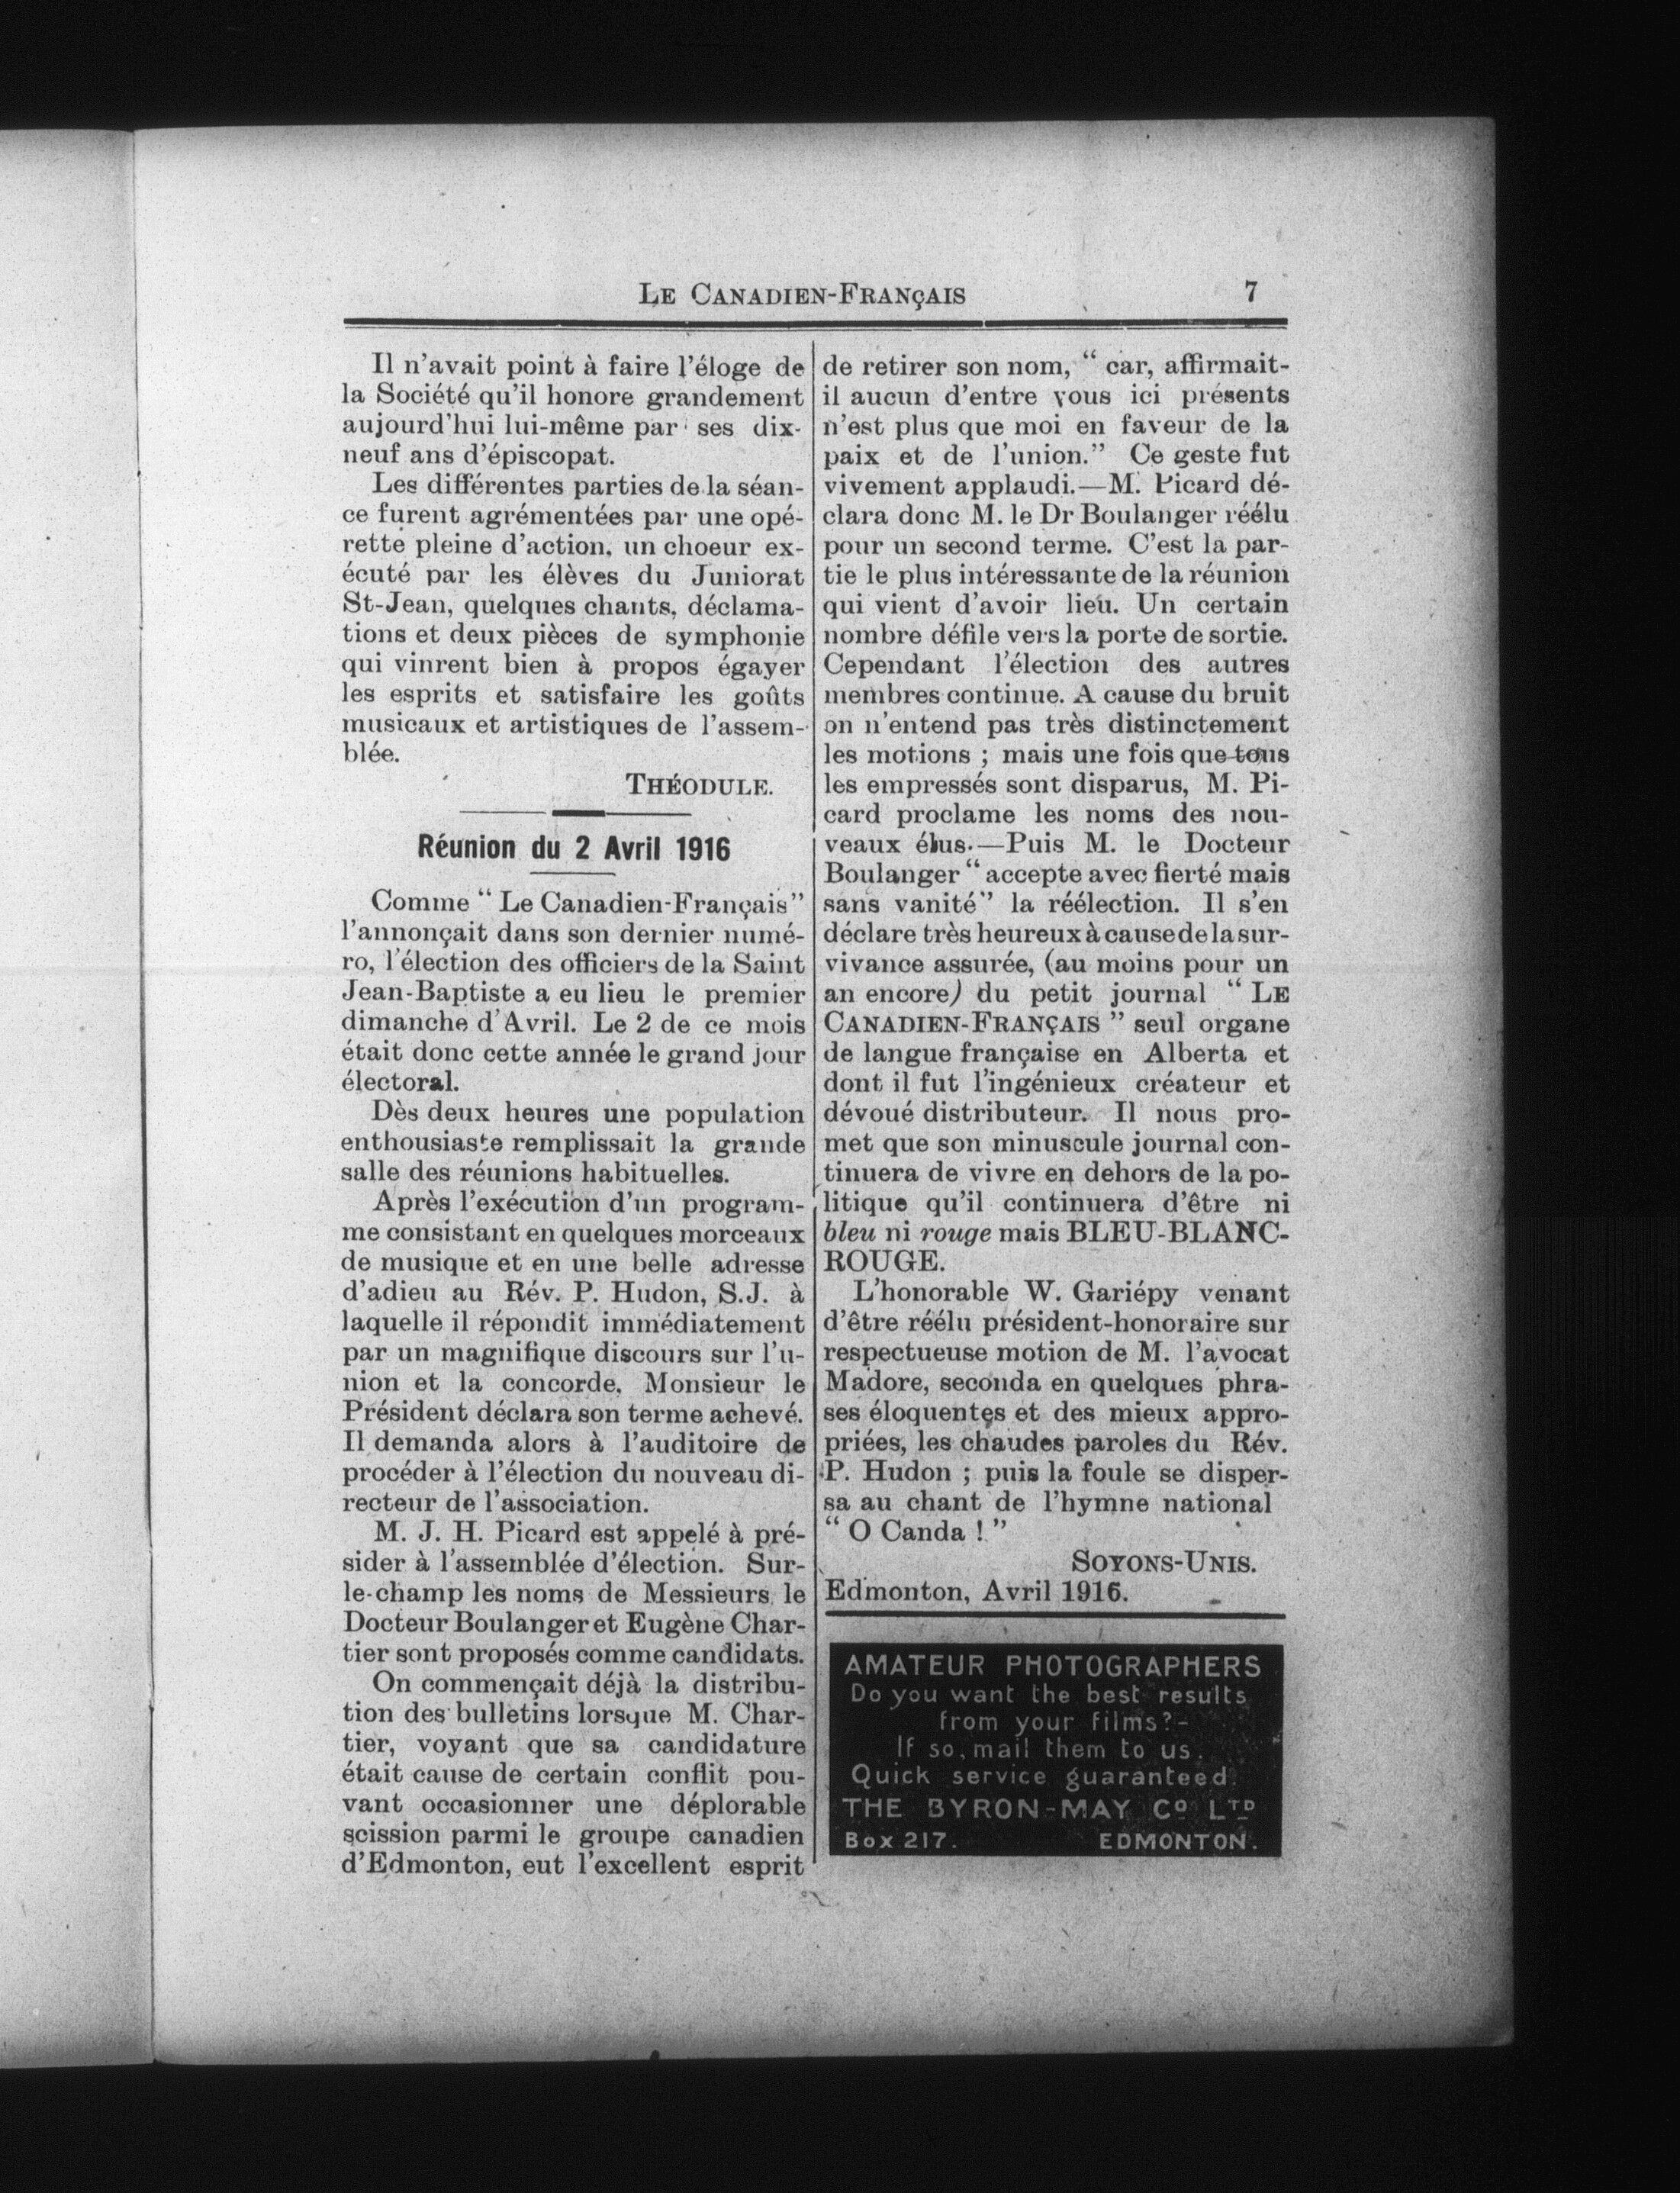 LE CANADIEN-FRANÇAIS 7
Il n'avait point à faire l'éloge de
la Société qu'il honore grandement
aujourd'hui lui-même par ses dix-
neuf ans d'épiscopat.
Les différentes parties de la séan-
ce furent agrémentées par une opé-
rette pleine d'action, un choeur ex-
écuté par les élèves du Juniorat
St-Jean, quelques chants, déclama-
tions et deux pièces de symphonie
qui vinrent bien à propos égayer
les esprits et satisfaire les goûts
musicaux et artistiques de l'assem-
blée.
THÉODULE.
Réunion du 2 Avril 1916
Comme “ Le Canadien-Français”
l'annonçait dans son dernier numé-
ro, l'élection des officiers de la Saint
Jean-Baptiste a eu lieu le premier
dimanche d'Avril. Le 2 de ce mois
était donc cette année le grand jour
électoral.
Dès deux heures une population
enthousiaste remplissait la grande
salle des réunions habituelles.
Après l'exécution d'un program-
me consistant en quelques morceaux
de musique et en une belle adresse
d'adieu au Rév. P. Hudon, S.J. à
laquelle il répondit immédiatement
par un magnifique discours sur l'u-
nion et la concorde, Monsieur le
Président déclara son terme achevé.
Il demanda alors à l'auditoire de
procéder à l'élection du nouveau di-
recteur de l'association.
M. J. H. Picard est appelé à pré-
sider à l'assemblée d'élection. Sur-
le-champ les noms de Messieurs le
Docteur Boulanger et Eugène Char-
tier sont proposés comme candidats.
On commençait déjà la distribu-
tion des bulletins lorsque M. Char-
tier, voyant que sa candidature
était cause de certain conflit pou-
vant occasionner une déplorable
scission parmi le groupe canadien
d'Edmonton, eut l'excellent esprit
de retirer son nom, “ car, affirmait-
il aucun d'entre vous ici présents
n'est plus que moi en faveur de la
paix et de l'union.” Ce geste fut
vivement applaudi.—M. Picard dé-
clara donc M. le Dr Boulanger réélu
pour un second terme. C'est la par-
tie le plus intéressante de la réunion
qui vient d'avoir lieu. Un certain
nombre défile vers la porte de sortie.
Cependant l'élection des autres
membres continue. A cause du bruit
on n'entend pas très distinctement
les motions ; mais une fois que tous
les empressés sont disparus, M. Pi-
card proclame les noms des nou-
veaux élus.—Puis M. le Docteur
Boulanger “ accepte avec fierté mais
sans vanité” la réélection. Il s'en
déclare très heureux à cause de la sur-
vivance assurée, (au moins pour un
an encore) du petit journal “ LE
CANADIEN-FRANÇAIS ” seul organe
de langue française en Alberta et
dont il fut l'ingénieux créateur et
dévoué distributeur. Il nous pro-
met que son minuscule journal con-
tinuera de vivre en dehors de la po-
litique qu'il continuera d'être ni
bleu ni rouge mais BLEU-BLANC-
ROUGE.
L'honorable W. Gariépy venant
d'être réélu président-honoraire sur
respectueuse motion de M. l'avocat
Madore, seconda en quelques phra-
ses éloquentes et des mieux appro-
priées, les chaudes paroles du Rév.
P. Hudon ; puis la foule se disper-
sa au chant de l'hymne national
“ O Canda ! ”
SOYONS-UNIS.
Edmonton, Avril 1916.
AMATEUR PHOTOGRAPHERS
Do you want the best results
from your films?-
If so, mail them to us.
Quick service guaranteed.
THE BYRON-MAY CO LTD
Box 217. EDMONTON.